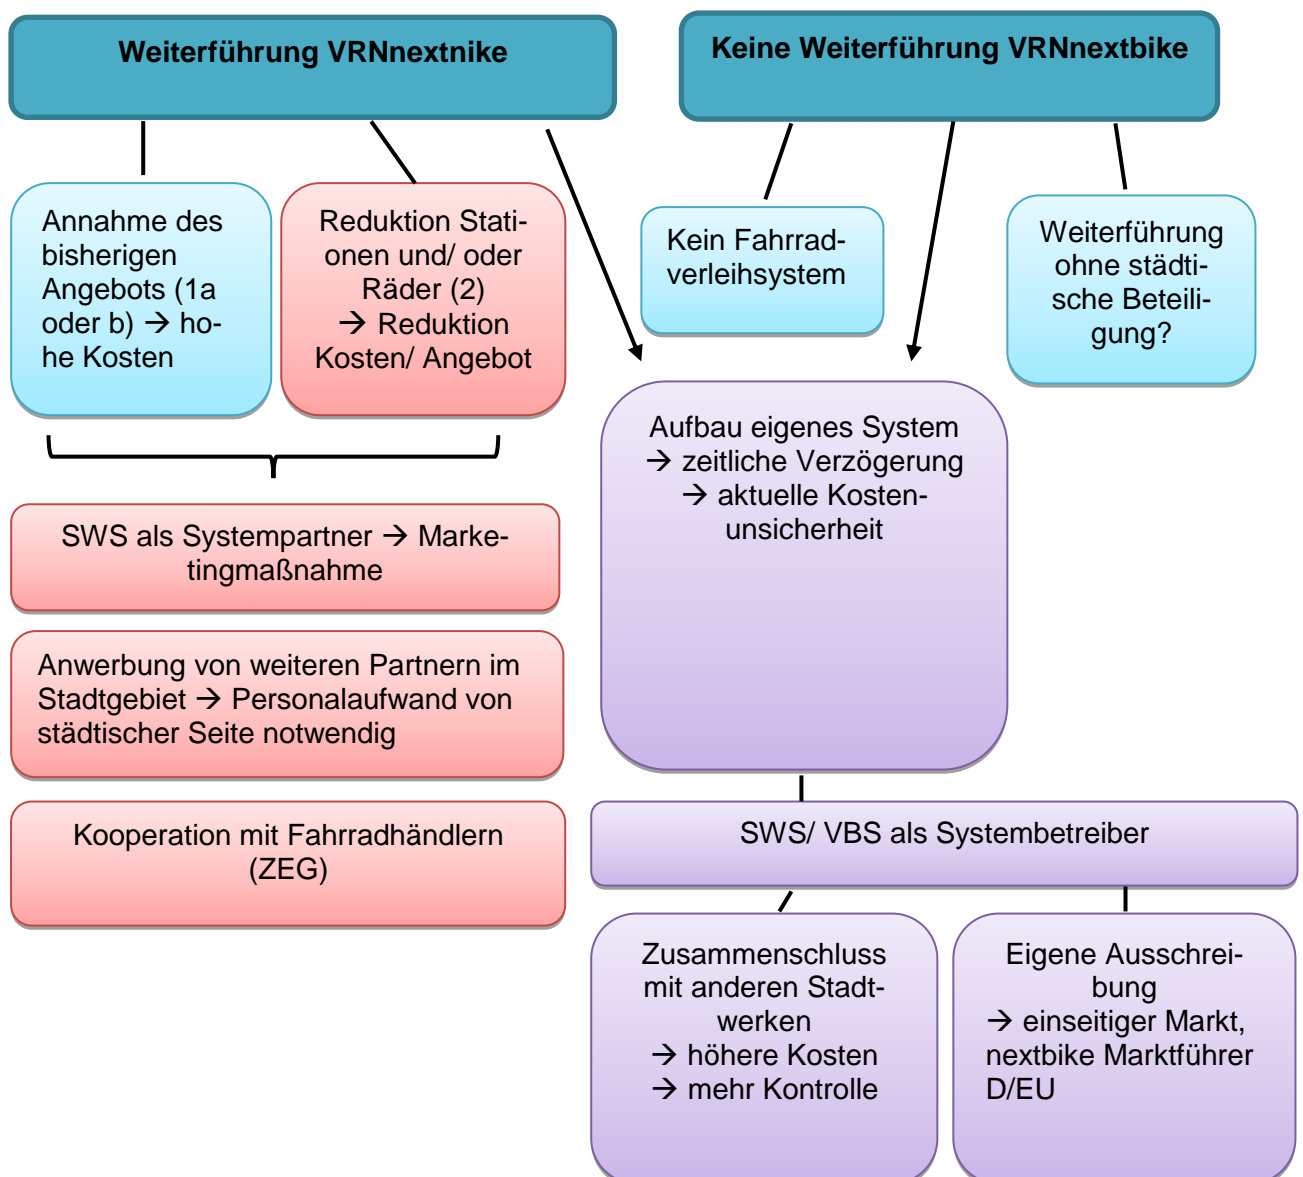 Weiterführung VRNnextnike
Keine Weiterführung VRNnextbike
Annahme des
bisherigen
Angebots (1a
oder b) → ho-
he Kosten
Reduktion Stati-
onen und/ oder
Räder (2)
→ Reduktion
Kosten/ Angebot
Kein Fahrrad-
verleihsystem
Weiterführung
ohne städti-
sche Beteili-
gung?
Aufbau eigenes System
→ zeitliche Verzögerung
→ aktuelle Kosten-
unsicherheit
SWS als Systempartner → Marke-
tingmaßnahme
Anwerbung von weiteren Partnern im
Stadtgebiet → Personalaufwand von
städtischer Seite notwendig
Kooperation mit Fahrradhändlern
(ZEG)
SWS/ VBS als Systembetreiber
Zusammenschluss
mit anderen Stadt-
werken
→ höhere Kosten
→ mehr Kontrolle
Eigene Ausschrei-
bung
→ einseitiger Markt,
nextbike Marktführer
D/EU